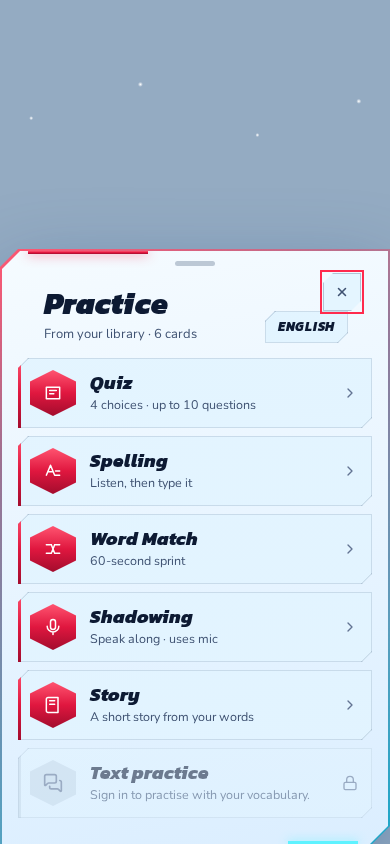 Practice
From your library · 6 cards
ENGLISH
Quiz
4 choices · up to 10 questions
Spelling
Listen, then type it
Word Match
60-second sprint
Shadowing
Speak along · uses mic
Story
A short story from your words
Text practice
Sign in to practise with your vocabulary.